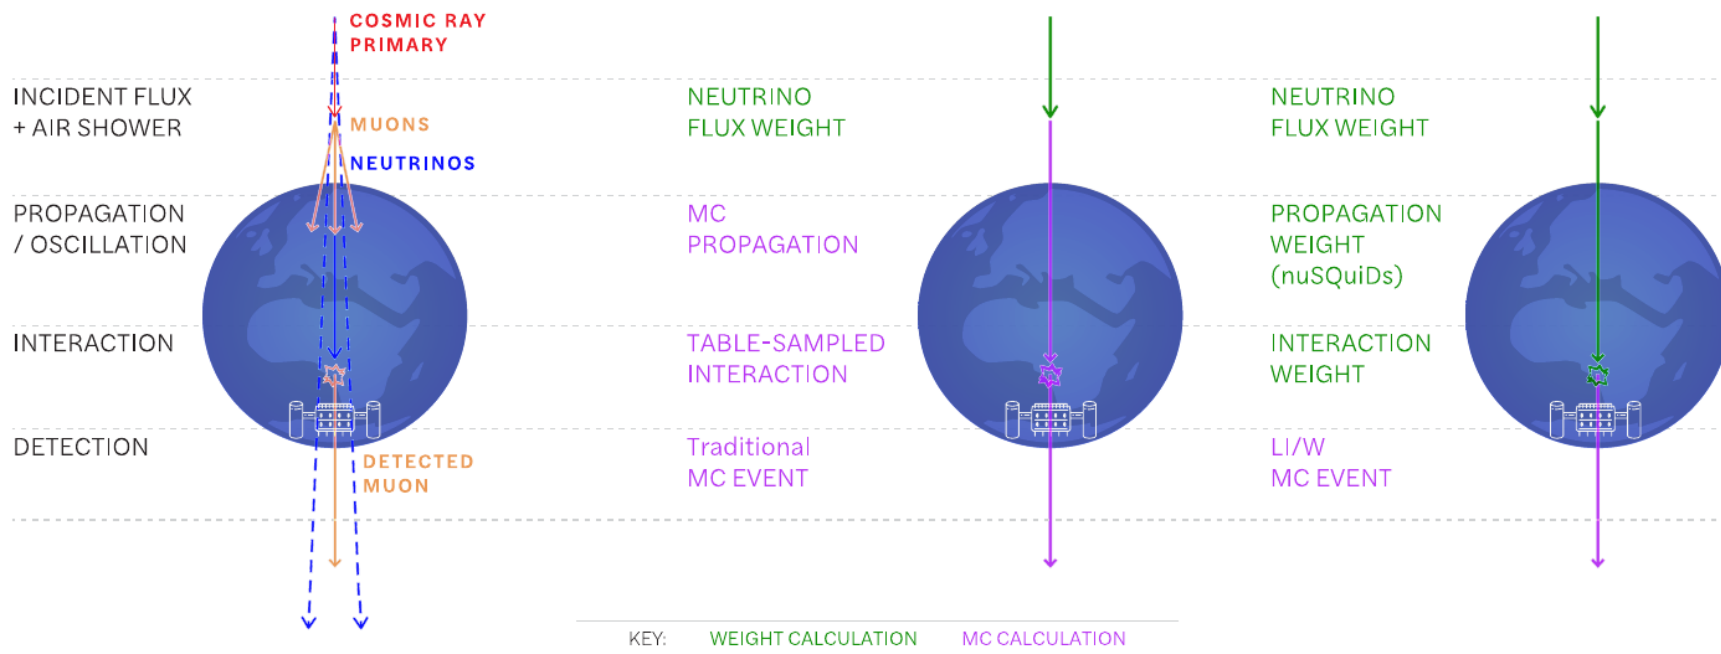 COSMIC RAY
PRIMARY
INCIDENT FLUX
+ AIR SHOWER
MUONS
NEUTRINOS
PROPAGATION
/ OSCILLATION
INTERACTION
DETECTION
DETECTED
MUON
NEUTRINO
FLUX WEIGHT
MC
PROPAGATION
TABLE-SAMPLED
INTERACTION
Traditional
MC EVENT
NEUTRINO
FLUX WEIGHT
PROPAGATION
WEIGHT
(nuSQuiDs)
INTERACTION
WEIGHT
LI/W
MC EVENT
KEY: WEIGHT CALCULATION MC CALCULATION